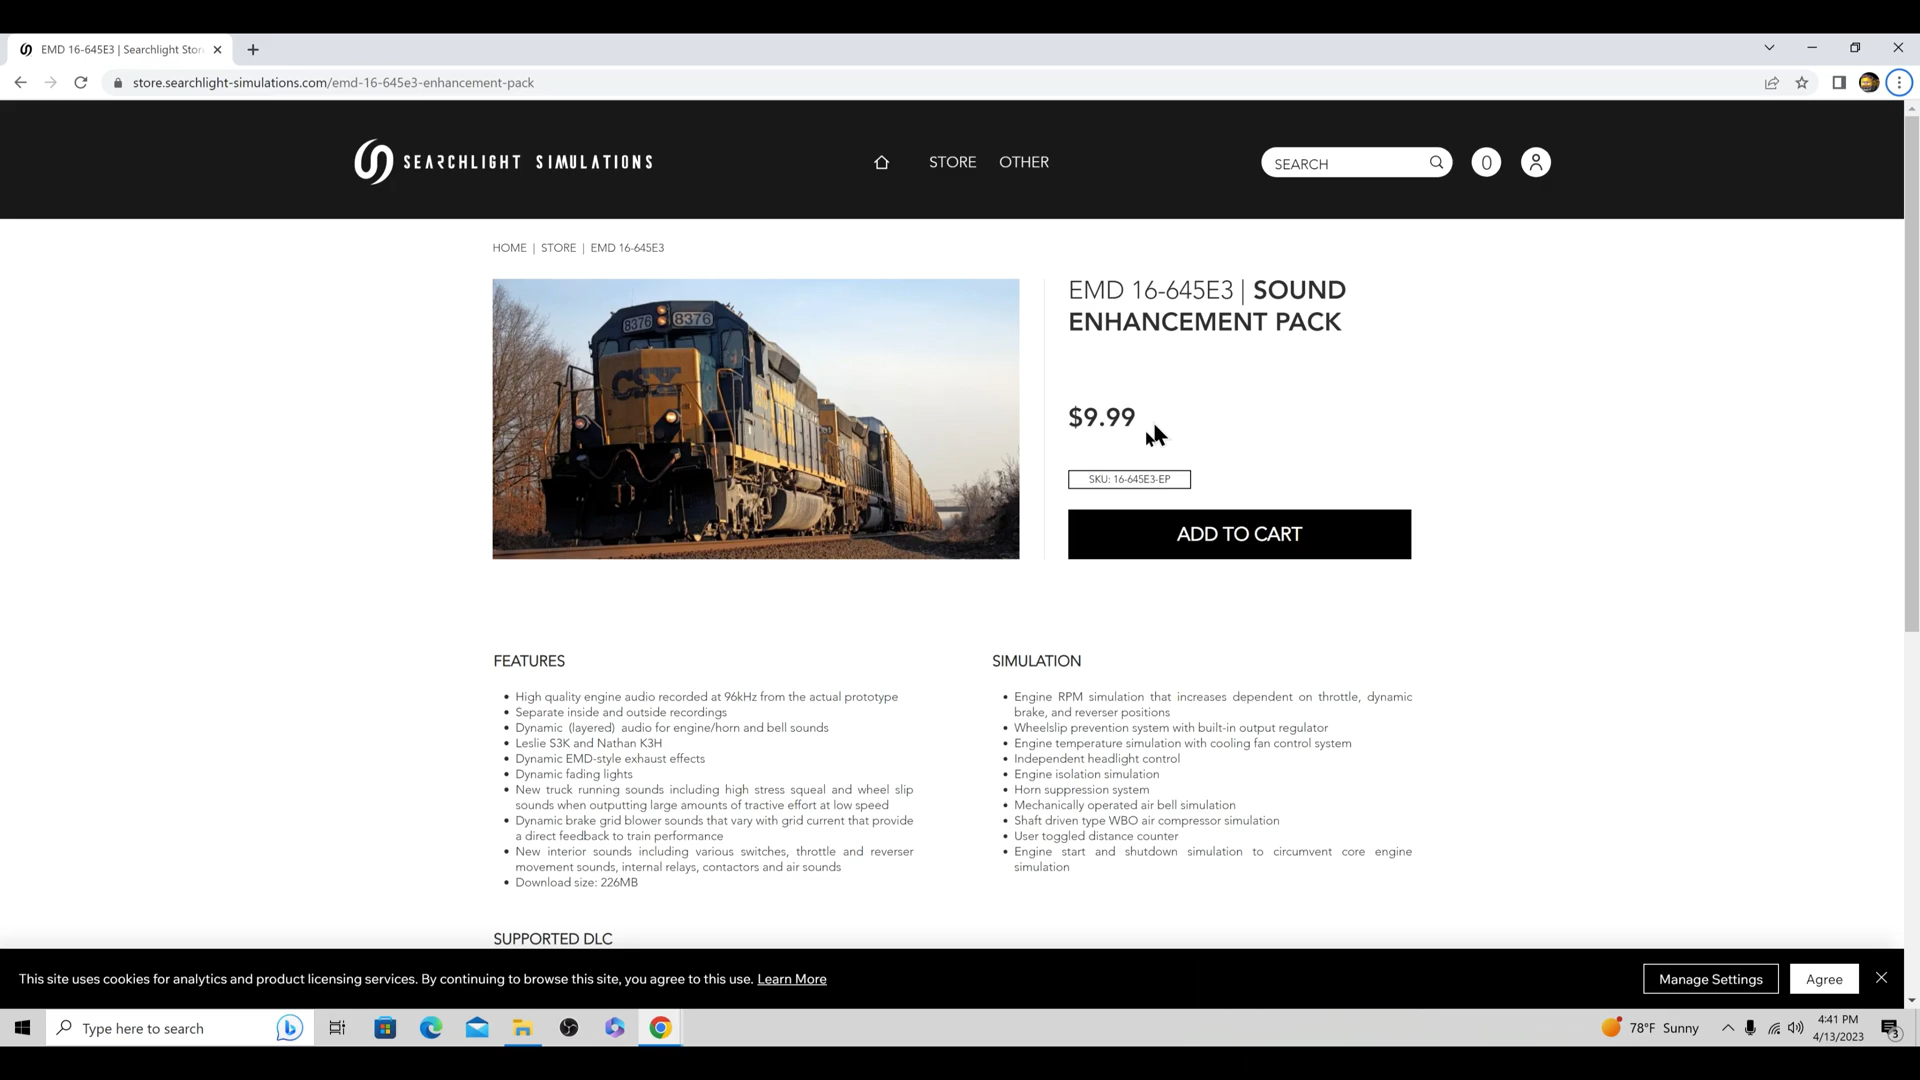 EMD 16-645E3 | Searchlight Stor
store.searchlight-simulations.com/emd-16-645e3-enhancement-pack
SEARCHLIGHT SIMULATIONS
STORE
OTHER
SEARCH
0
HOME | STORE | EMD 16-645E3
8376 8376
CSX
EMD 16-645E3 | SOUND
ENHANCEMENT PACK
$9.99
SKU: 16-645E3-EP
ADD TO CART
FEATURES
• High quality engine audio recorded at 96kHz from the actual prototype
• Separate inside and outside recordings
• Dynamic (layered) audio for engine/horn and bell sounds
• Leslie S3K and Nathan K3H
• Dynamic EMD-style exhaust effects
• Dynamic fading lights
• New truck running sounds including high stress squeal and wheel slip
sounds when outputting large amounts of tractive effort at low speed
• Dynamic brake grid blower sounds that vary with grid current that provide
a direct feedback to train performance
• New interior sounds including various switches, throttle and reverser
movement sounds, internal relays, contactors and air sounds
• Download size: 226MB
SIMULATION
• Engine RPM simulation that increases dependent on throttle, dynamic
brake, and reverser positions
• Wheelslip prevention system with built-in output regulator
• Engine temperature simulation with cooling fan control system
• Independent headlight control
• Engine isolation simulation
• Horn suppression system
• Mechanically operated air bell simulation
• Shaft driven type WBO air compressor simulation
• User toggled distance counter
• Engine start and shutdown simulation to circumvent core engine
simulation
SUPPORTED DLC
This site uses cookies for analytics and product licensing services. By continuing to browse this site, you agree to this use. Learn More
Manage Settings
Agree
Type here to search
78°F Sunny
4:41 PM
4/13/2023
3